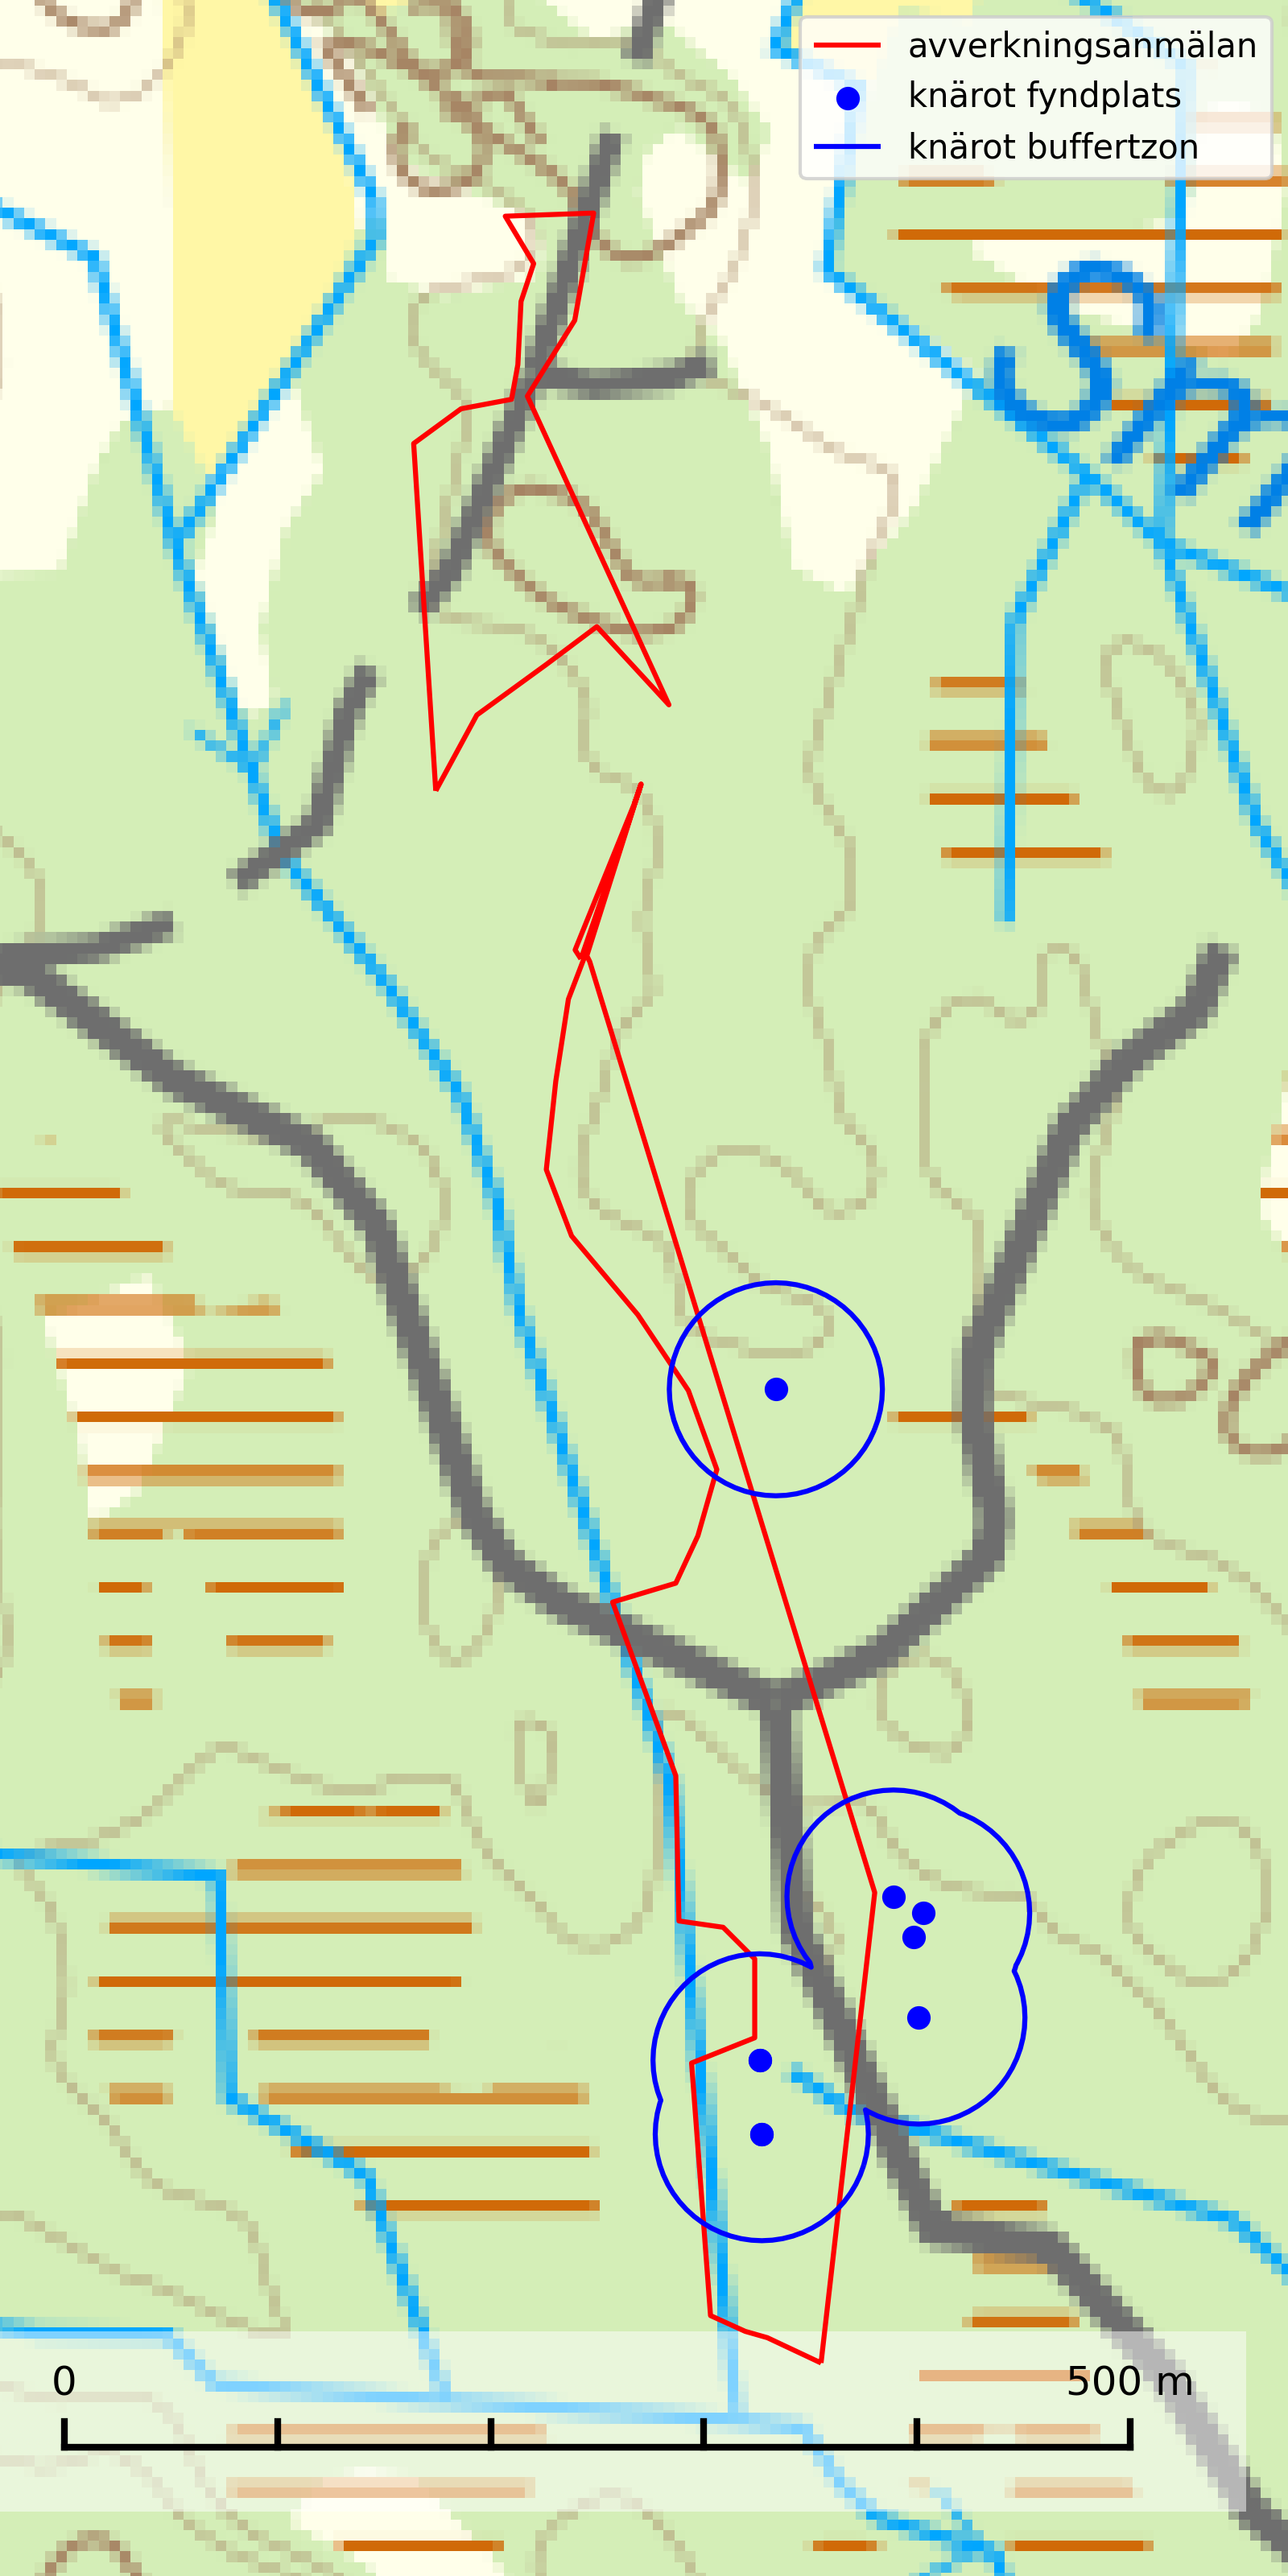 avverkningsanmälan
knärot fyndplats
knärot buffertzon
0
500 m